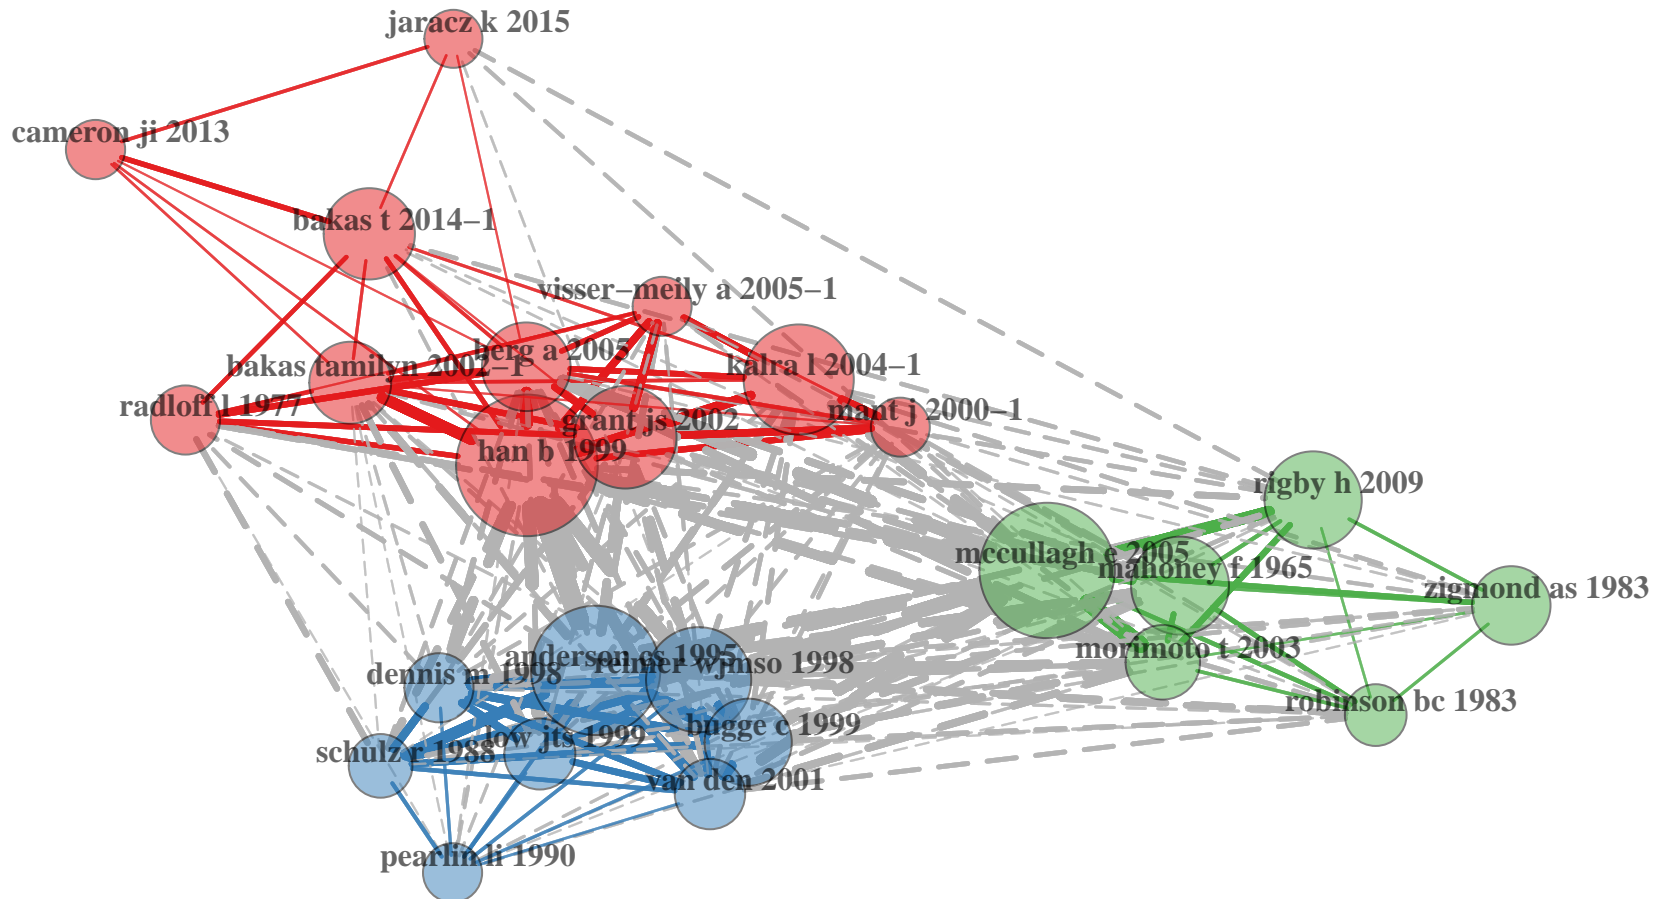 jaracz k 2015
cameron ji 2013
bakas t 2014−1
visser−meily a 2005−1
berg a 2005
bakas tamilyn 2002−1
kalra l 2004−1
radloff l 1977
mant j 2000−1
grant js 2002
han b 1999
rigby h 2009
mccullagh e 2005
mahoney f 1965
zigmond as 1983
morimoto t 2003
anderson cs 1995
reimer wjmso 1998
dennis m 1998
robinson bc 1983
bugge c 1999
low jts 1999
schulz r 1988
van den 2001
pearlin li 1990